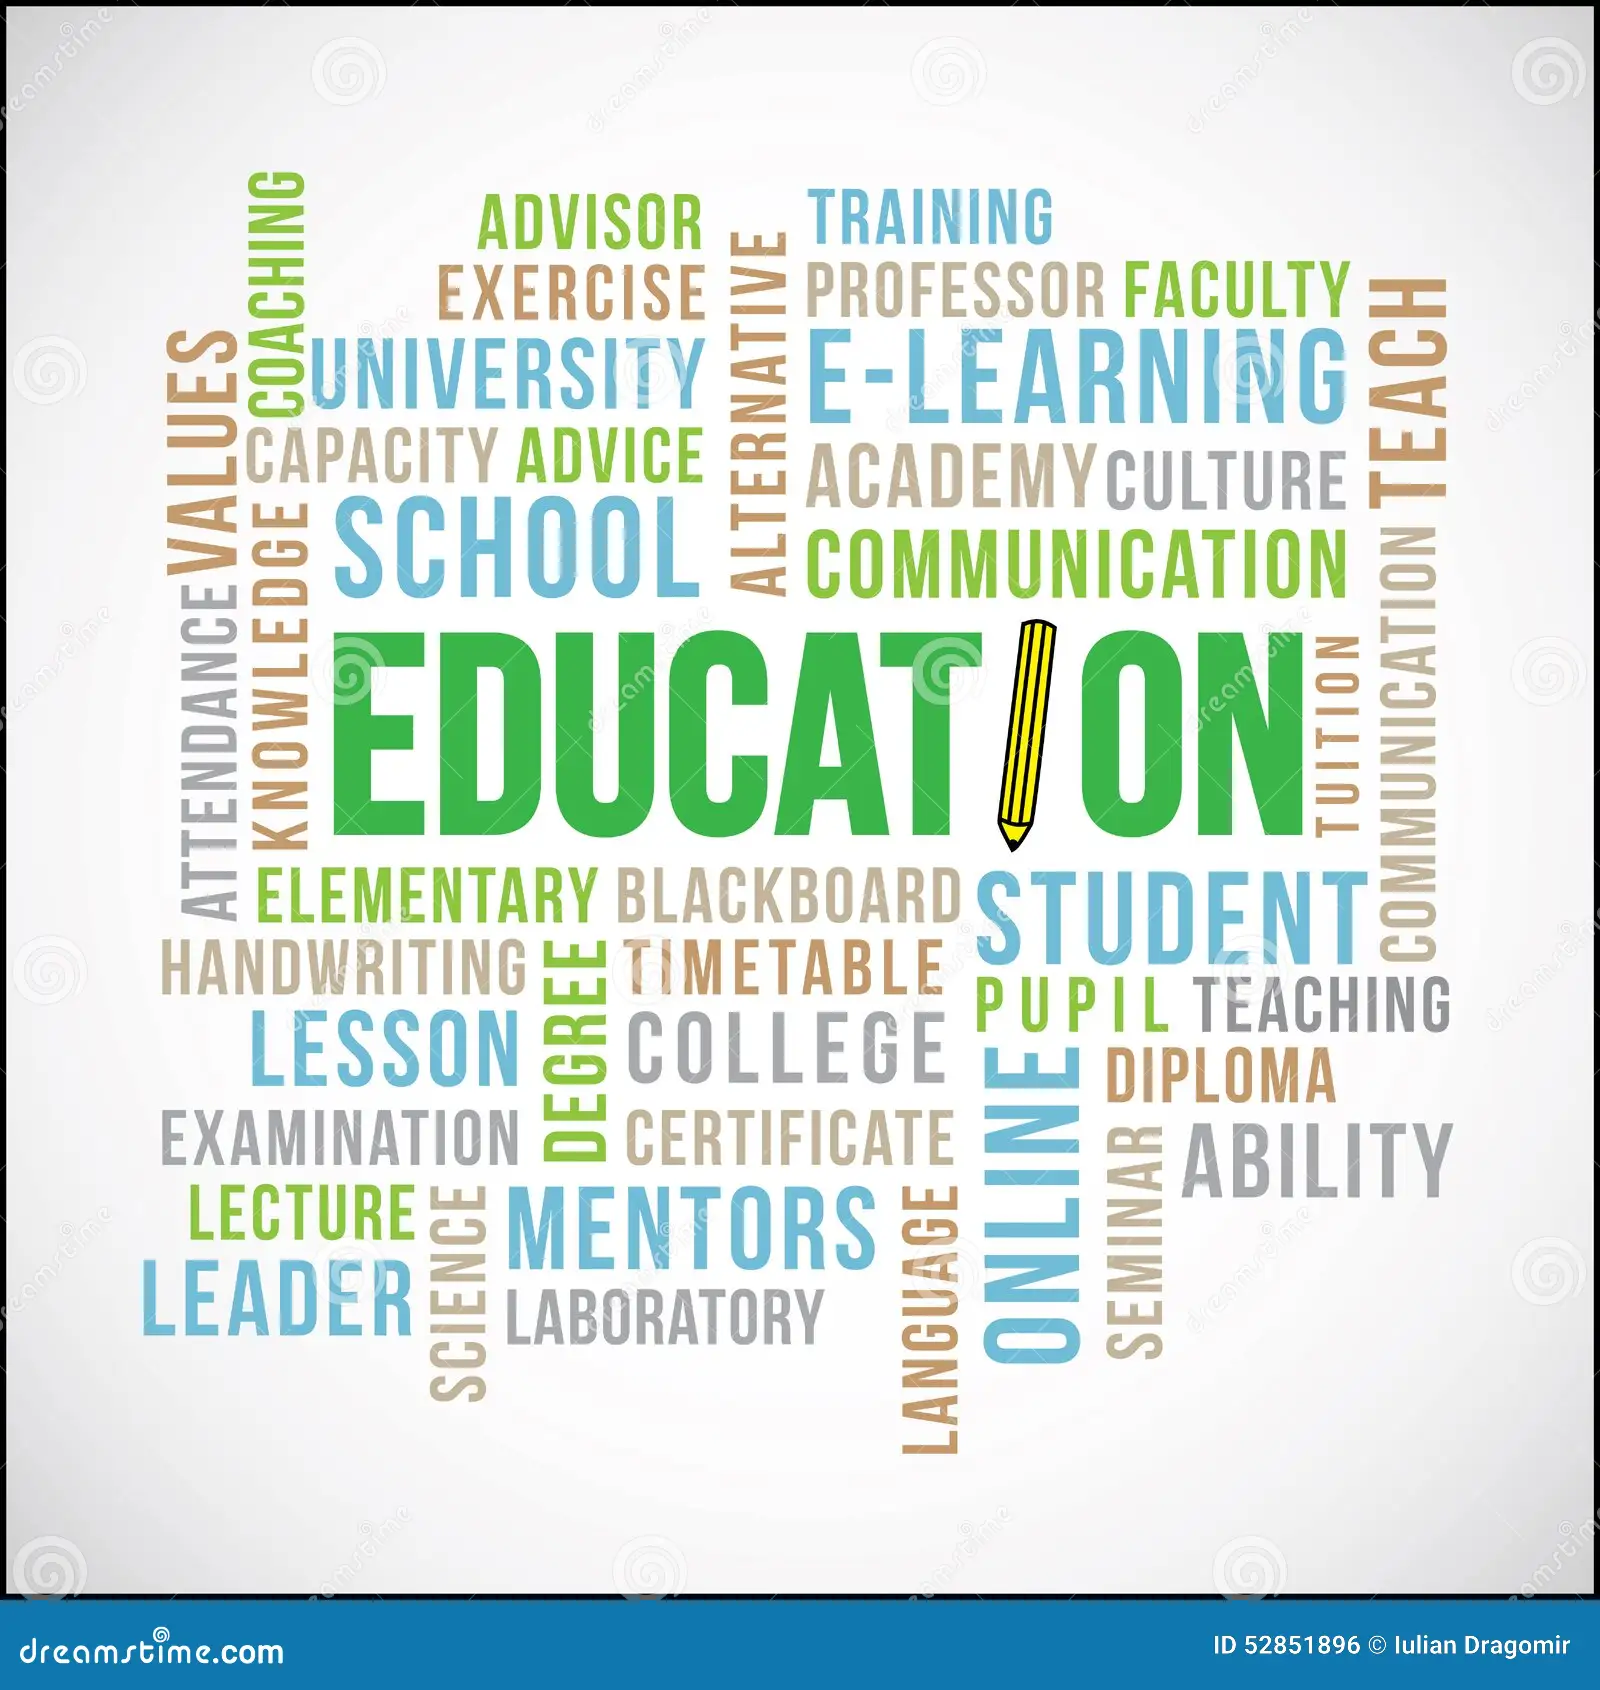 COACHING
ADVISOR
TRAINING
EXERCISE
ALTERNATIVE
PROFESSOR FACULTY
TEACH
VALUES
UNIVERSITY
E-LEARNING
CAPACITY ADVICE
ACADEMY CULTURE
KNOWLEDGE
SCHOOL
COMMUNICATION
COMMUNICATION
ATTENDANCE
EDUCATION
TUITION
ELEMENTARY BLACKBOARD
STUDENT
HANDWRITING
DEGREE
TIMETABLE
PUPIL TEACHING
LESSON
COLLEGE
ONLINE
DIPLOMA
EXAMINATION
CERTIFICATE
SEMINAR
ABILITY
LECTURE
SCIENCE
MENTORS
LANGUAGE
LEADER
LABORATORY
dreamstime.com
ID 52851896 © Iulian Dragomir